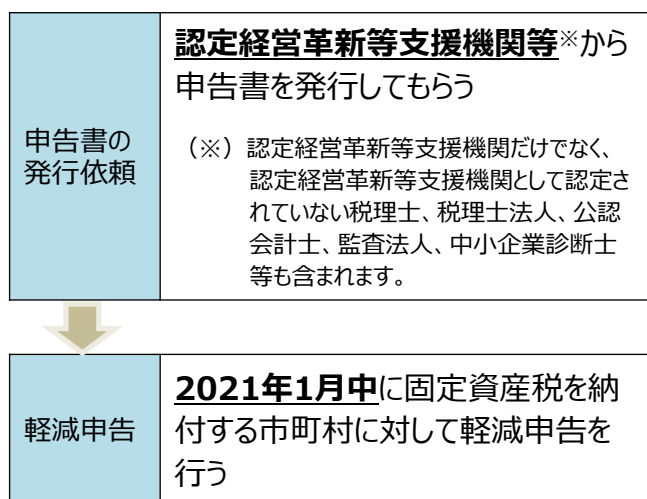 申告書の
発行依頼
認定経営革新等支援機関等※から
申告書を発行してもらう
（※）認定経営革新等支援機関だけでなく、
認定経営革新等支援機関として認定さ
れていない税理士、税理士法人、公認
会計士、監査法人、中小企業診断士
等も含まれます。
軽減申告
2021年1月中に固定資産税を納
付する市町村に対して軽減申告を
行う